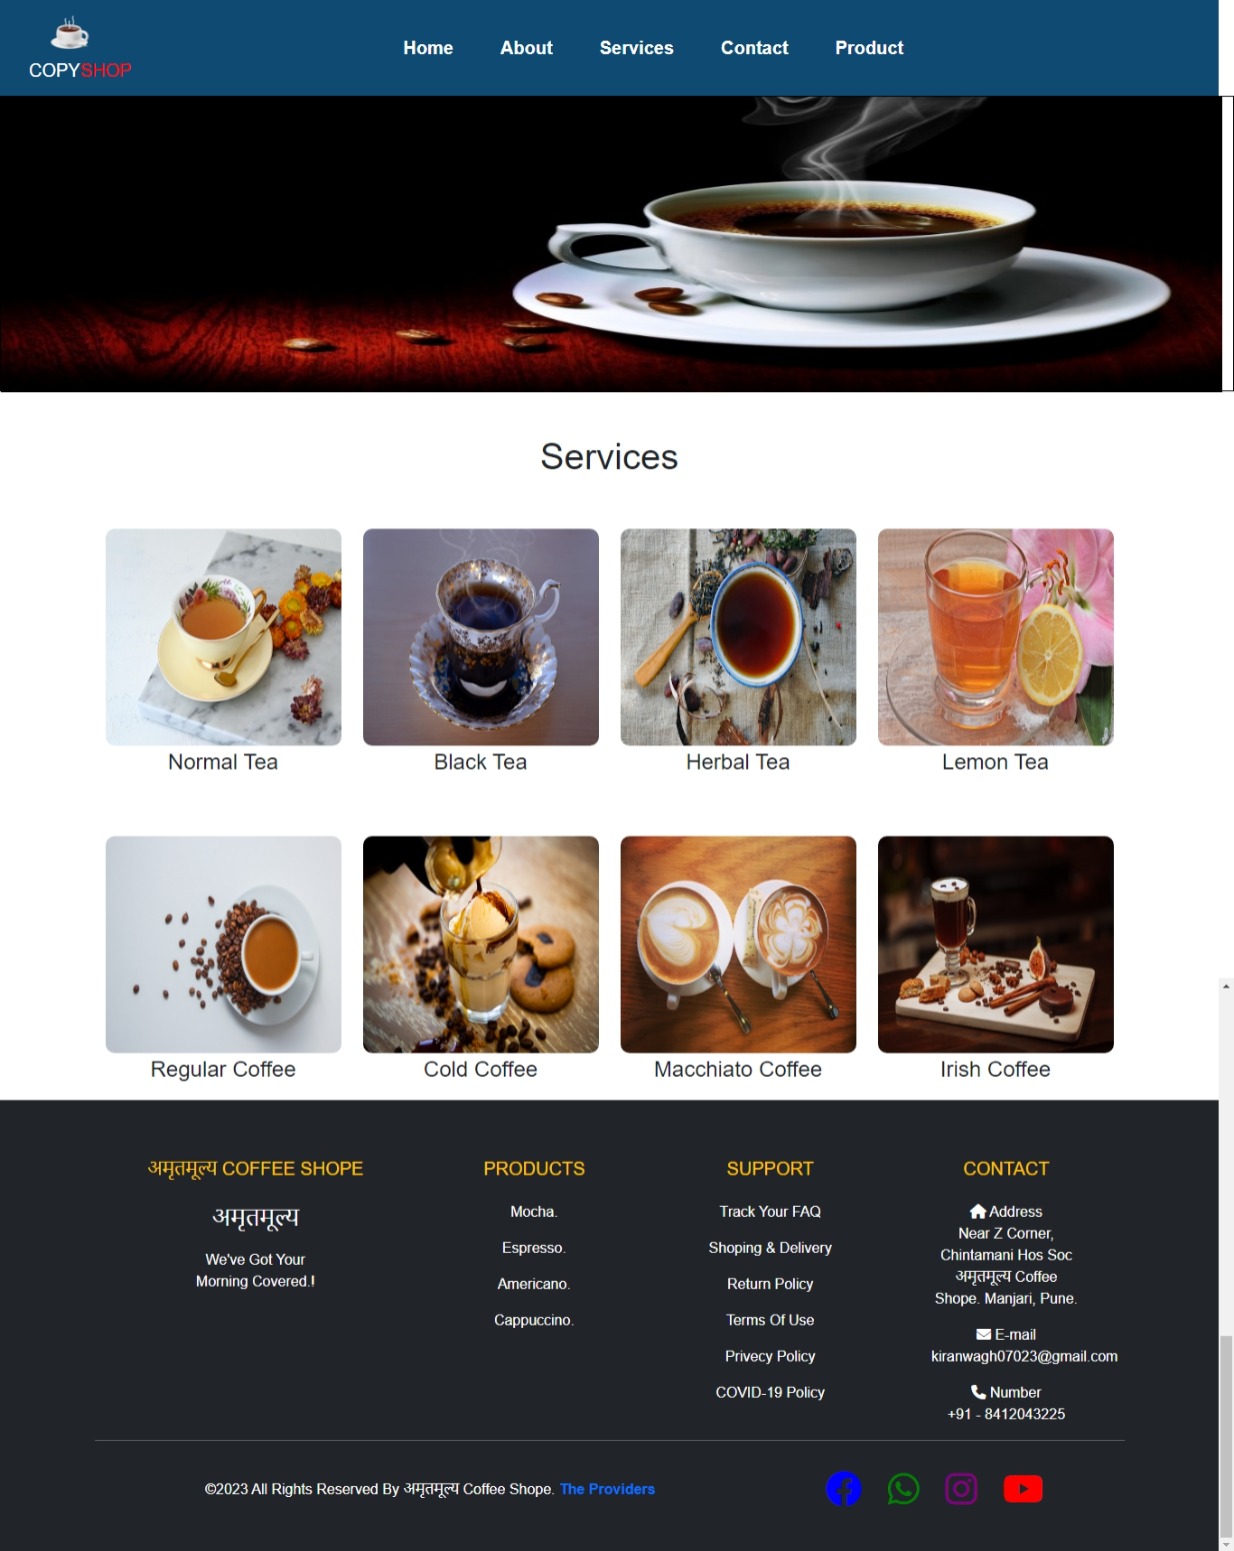 COPYSHOP
Home About Services Contact Product
Services
Normal Tea
Black Tea
Herbal Tea
Lemon Tea
Regular Coffee
Cold Coffee
Macchiato Coffee
Irish Coffee
अमृतमूल्य COFFEE SHOPE
अमृतमूल्य
We've Got Your
Morning Covered.!
PRODUCTS
Mocha.
Espresso.
Americano.
Cappuccino.
SUPPORT
Track Your FAQ
Shoping & Delivery
Return Policy
Terms Of Use
Privecy Policy
COVID-19 Policy
CONTACT
Address
Near Z Corner,
Chintamani Hos Soc
अमृतमूल्य Coffee
Shope. Manjari, Pune.
E-mail
kiranwagh07023@gmail.com
Number
+91 - 8412043225
©2023 All Rights Reserved By अमृतमूल्य Coffee Shope. The Providers